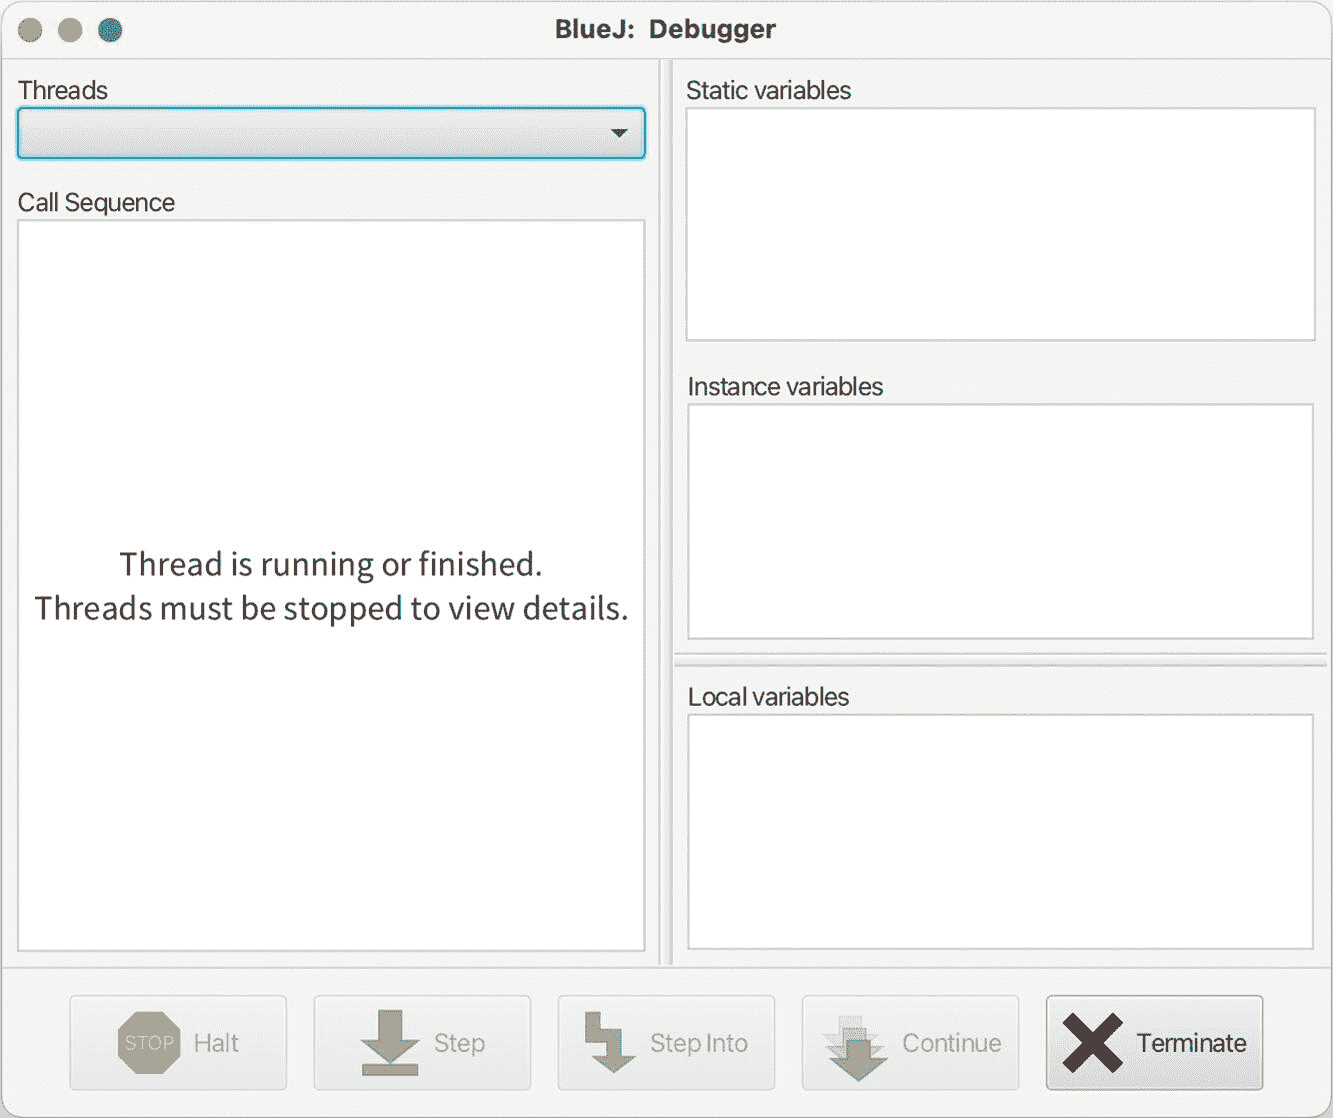 BlueJ: Debugger
Threads
Call Sequence
Thread is running or finished.
Threads must be stopped to view details.
Static variables
Instance variables
Local variables
STOP Halt
Step
Step Into
Continue
Terminate